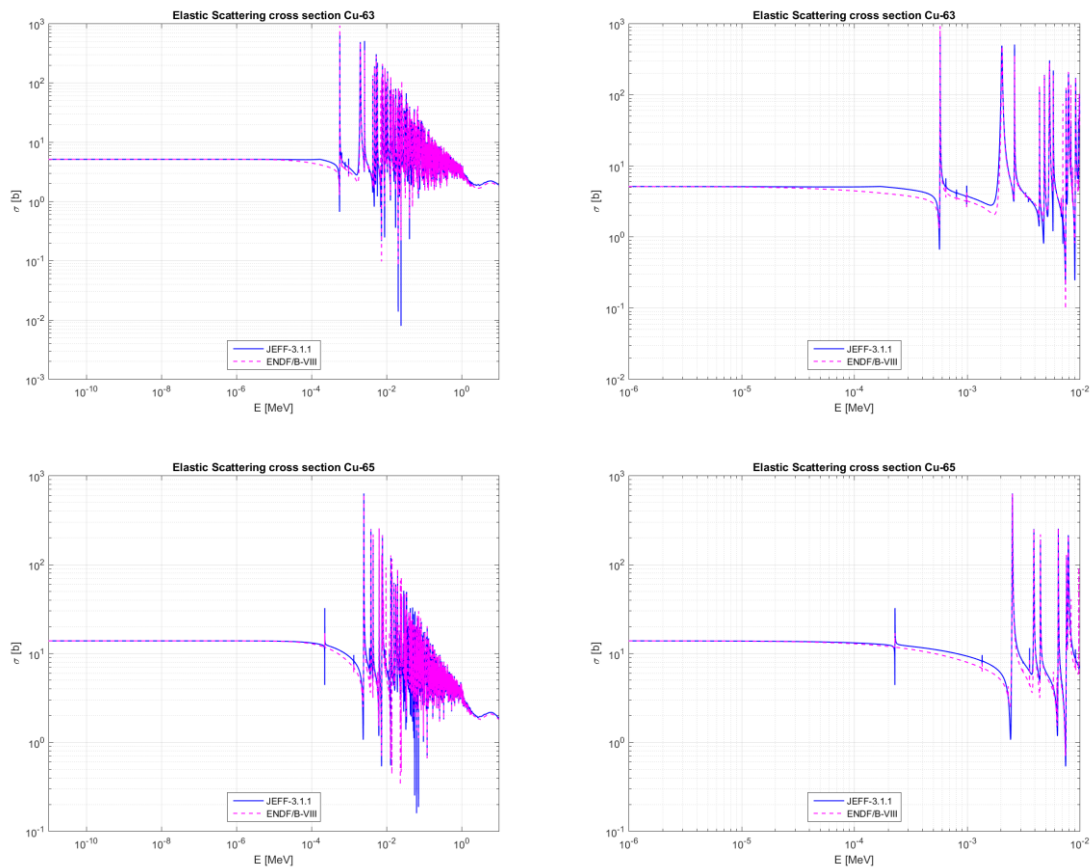 Elastic Scattering cross section Cu-63
10^3
10^2
10^1
10^0
10^-1
10^-2
10^-3
σ [b]
JEFF-3.1.1
ENDF/B-VIII
10^-10 10^-8 10^-6 10^-4 10^-2 10^0
E [MeV]
Elastic Scattering cross section Cu-63
10^3
10^2
10^1
10^0
10^-1
10^-2
σ [b]
JEFF-3.1.1
ENDF/B-VIII
10^-6 10^-5 10^-4 10^-3 10^-2
E [MeV]
Elastic Scattering cross section Cu-65
10^3
10^2
10^1
10^0
10^-1
σ [b]
JEFF-3.1.1
ENDF/B-VIII
10^-10 10^-8 10^-6 10^-4 10^-2 10^0
E [MeV]
Elastic Scattering cross section Cu-65
10^3
10^2
10^1
10^0
10^-1
σ [b]
JEFF-3.1.1
ENDF/B-VIII
10^-6 10^-5 10^-4 10^-3 10^-2
E [MeV]